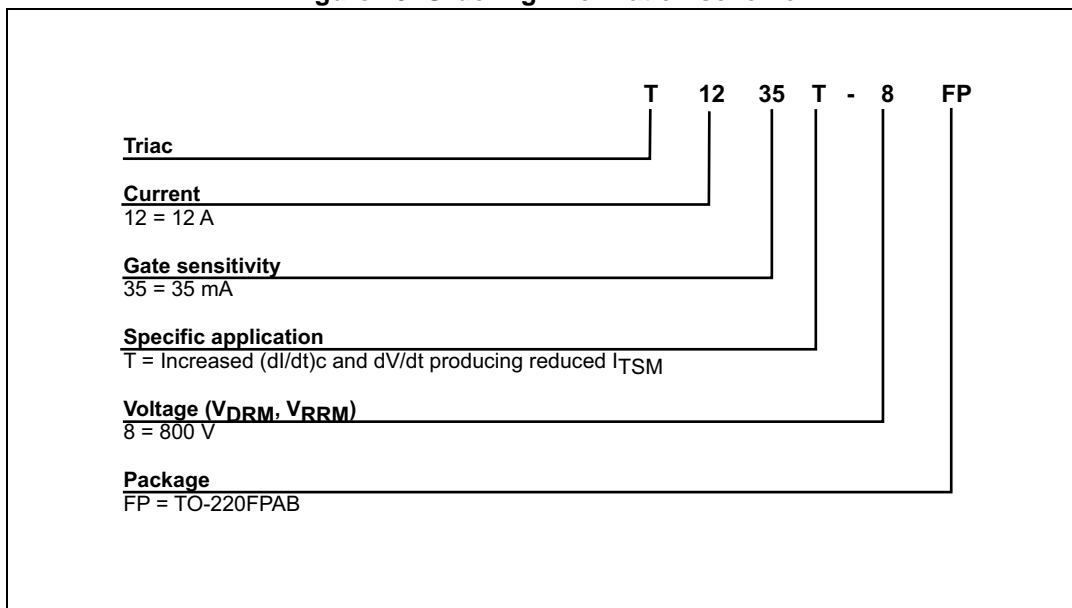 T 12 35 T - 8 FP
Triac
Current
12 = 12 A
Gate sensitivity
35 = 35 mA
Specific application
T = Increased (dI/dt)c and dV/dt producing reduced ITSM
Voltage (VDRM, VRRM)
8 = 800 V
Package
FP = TO-220FPAB